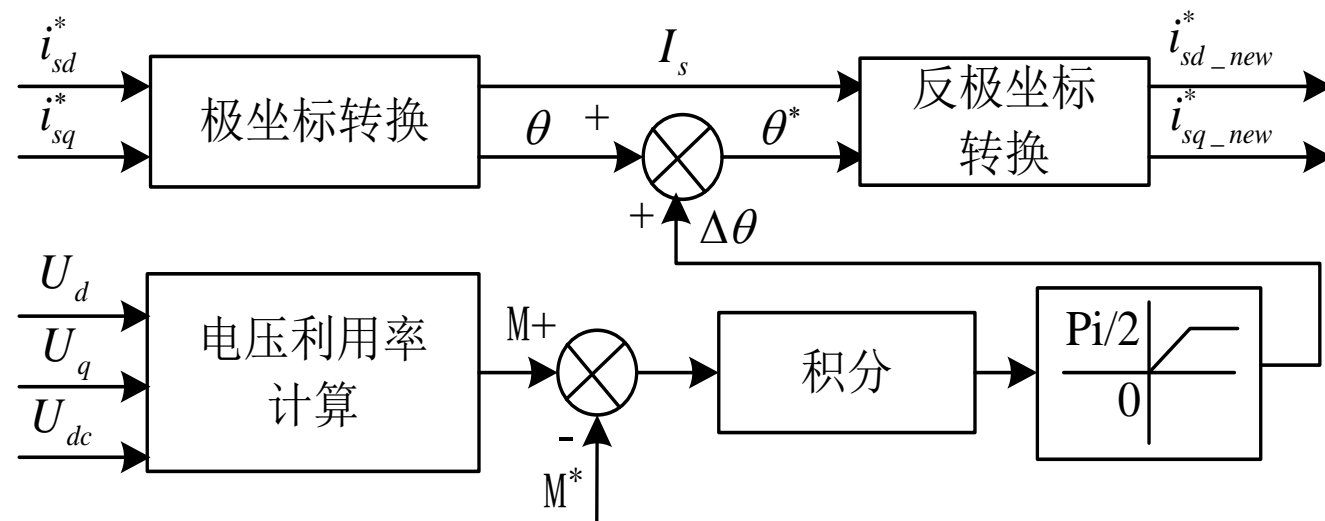 i*sd
i*sq
极坐标转换
Is
θ
+
+
θ*
Δθ
反极坐标
转换
i*sd_new
i*sq_new
Ud
Uq
Udc
电压利用率
计算
M+
-
M*
积分
Pi/2
0